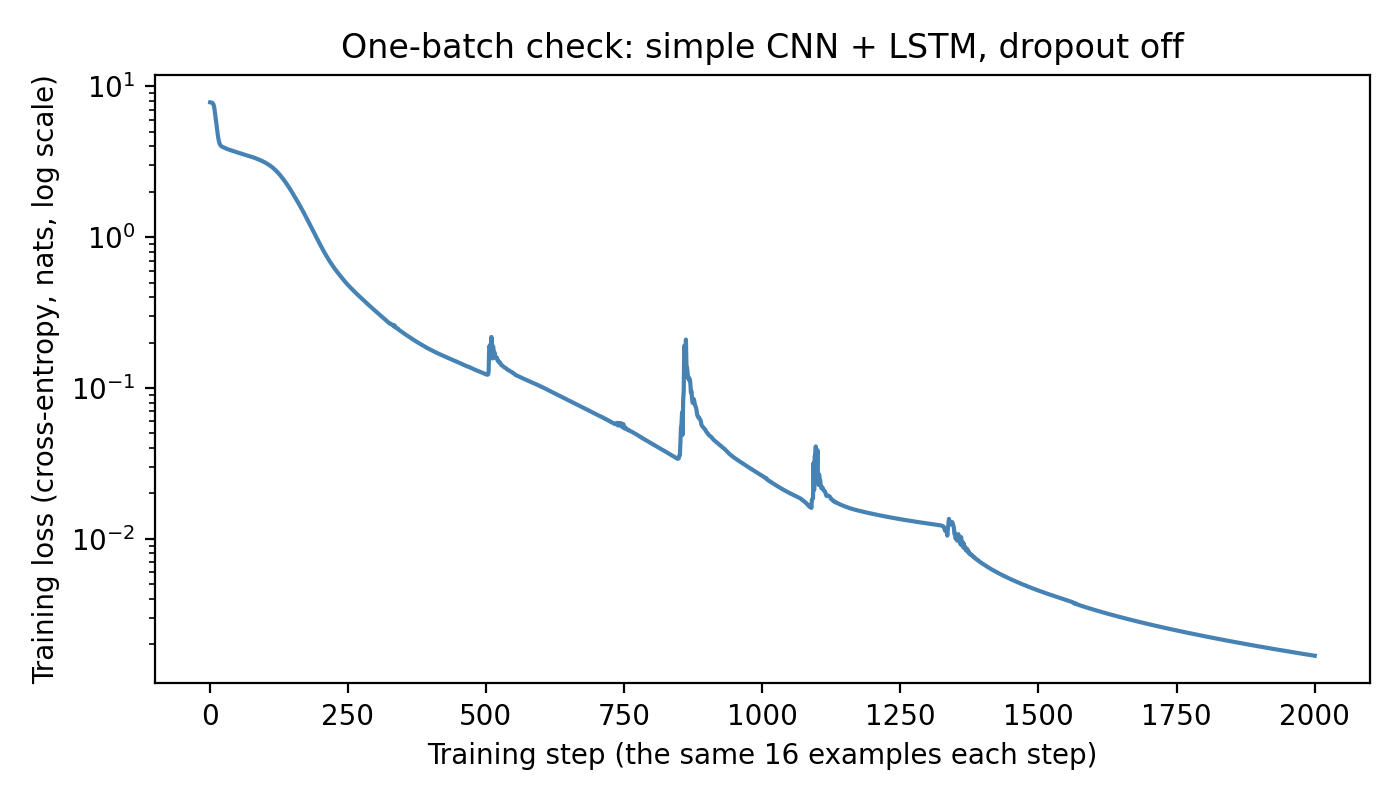 One-batch check: simple CNN + LSTM, dropout off
Training loss (cross-entropy, nats, log scale)
10¹
10⁰
10⁻¹
10⁻²
0 250 500 750 1000 1250 1500 1750 2000
Training step (the same 16 examples each step)